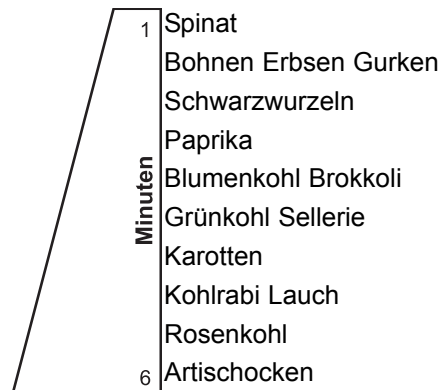 1 Spinat
Bohnen Erbsen Gurken
Schwarzwurzeln
Paprika
Minuten
Blumenkohl Brokkoli
Grünkohl Sellerie
Karotten
Kohlrabi Lauch
Rosenkohl
6 Artischocken